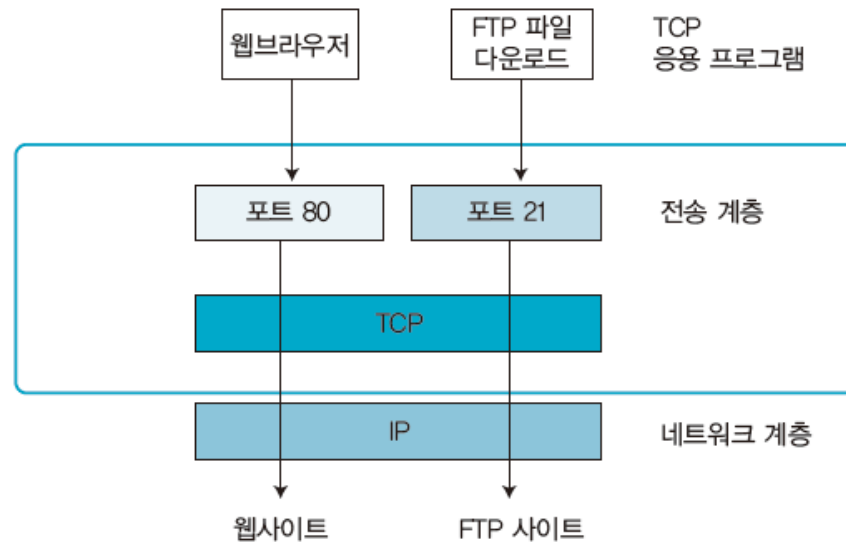 웹브라우저
FTP 파일
다운로드
TCP
응용 프로그램
포트 80
포트 21
전송 계층
TCP
IP
네트워크 계층
웹사이트
FTP 사이트